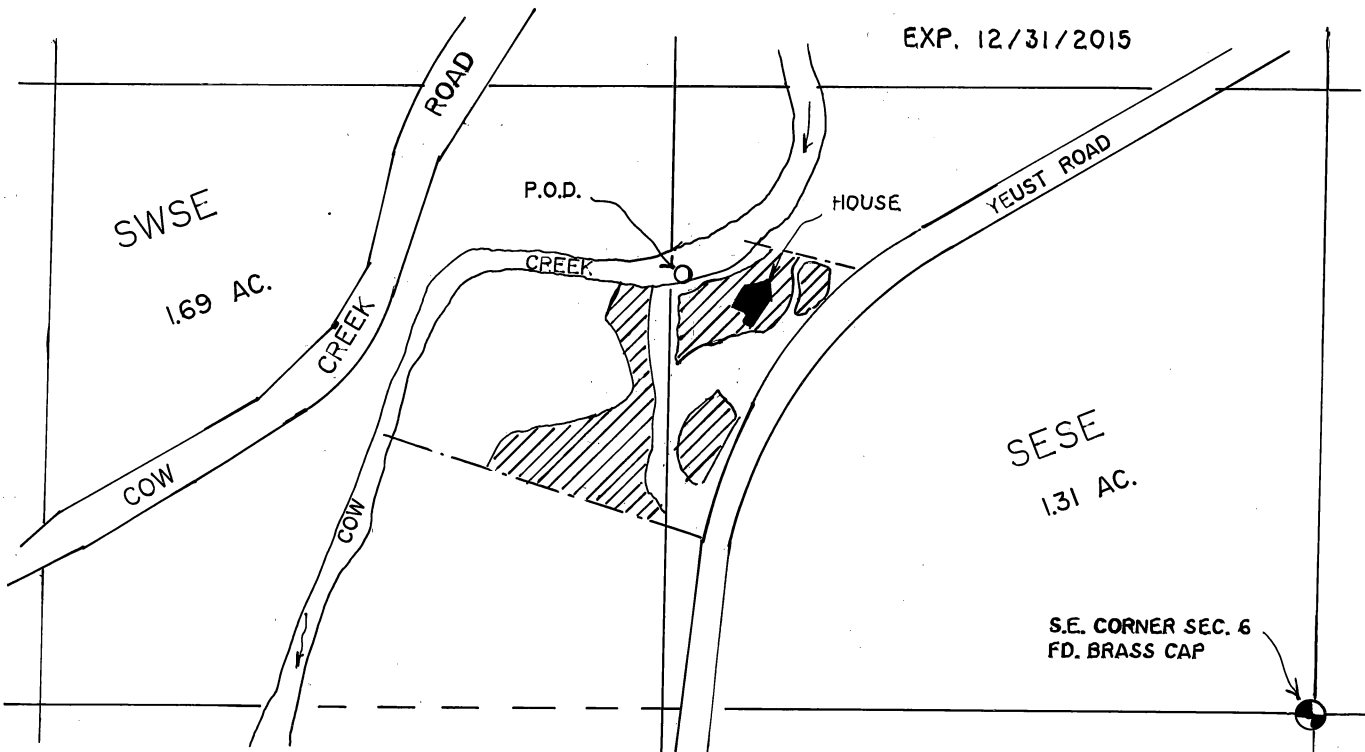 EXP. 12/31/2015
ROAD
YEUST ROAD
P.O.D.
HOUSE
SWSE
1.69 AC.
CREEK
CREEK
COW
COW
SESE
1.31 AC.
S.E. CORNER SEC. 6
FD. BRASS CAP